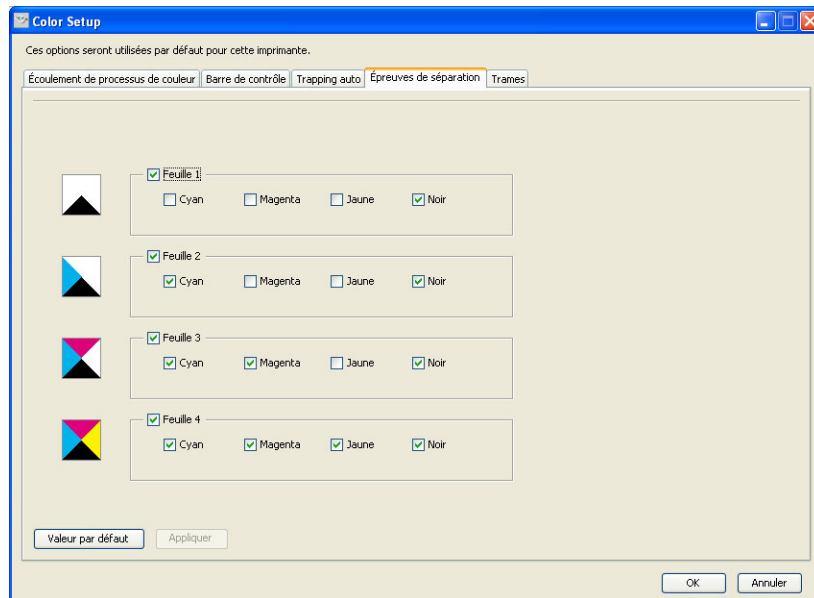 Color Setup
Ces options seront utilisées par défaut pour cette imprimante.
Écoulement de processus de couleur Barre de contrôle Trapping auto Épreuves de séparation Trames
Feuille 1
Cyan Magenta Jaune Noir
Feuille 2
Cyan Magenta Jaune Noir
Feuille 3
Cyan Magenta Jaune Noir
Feuille 4
Cyan Magenta Jaune Noir
Valeur par défaut Appliquer
OK Annuler